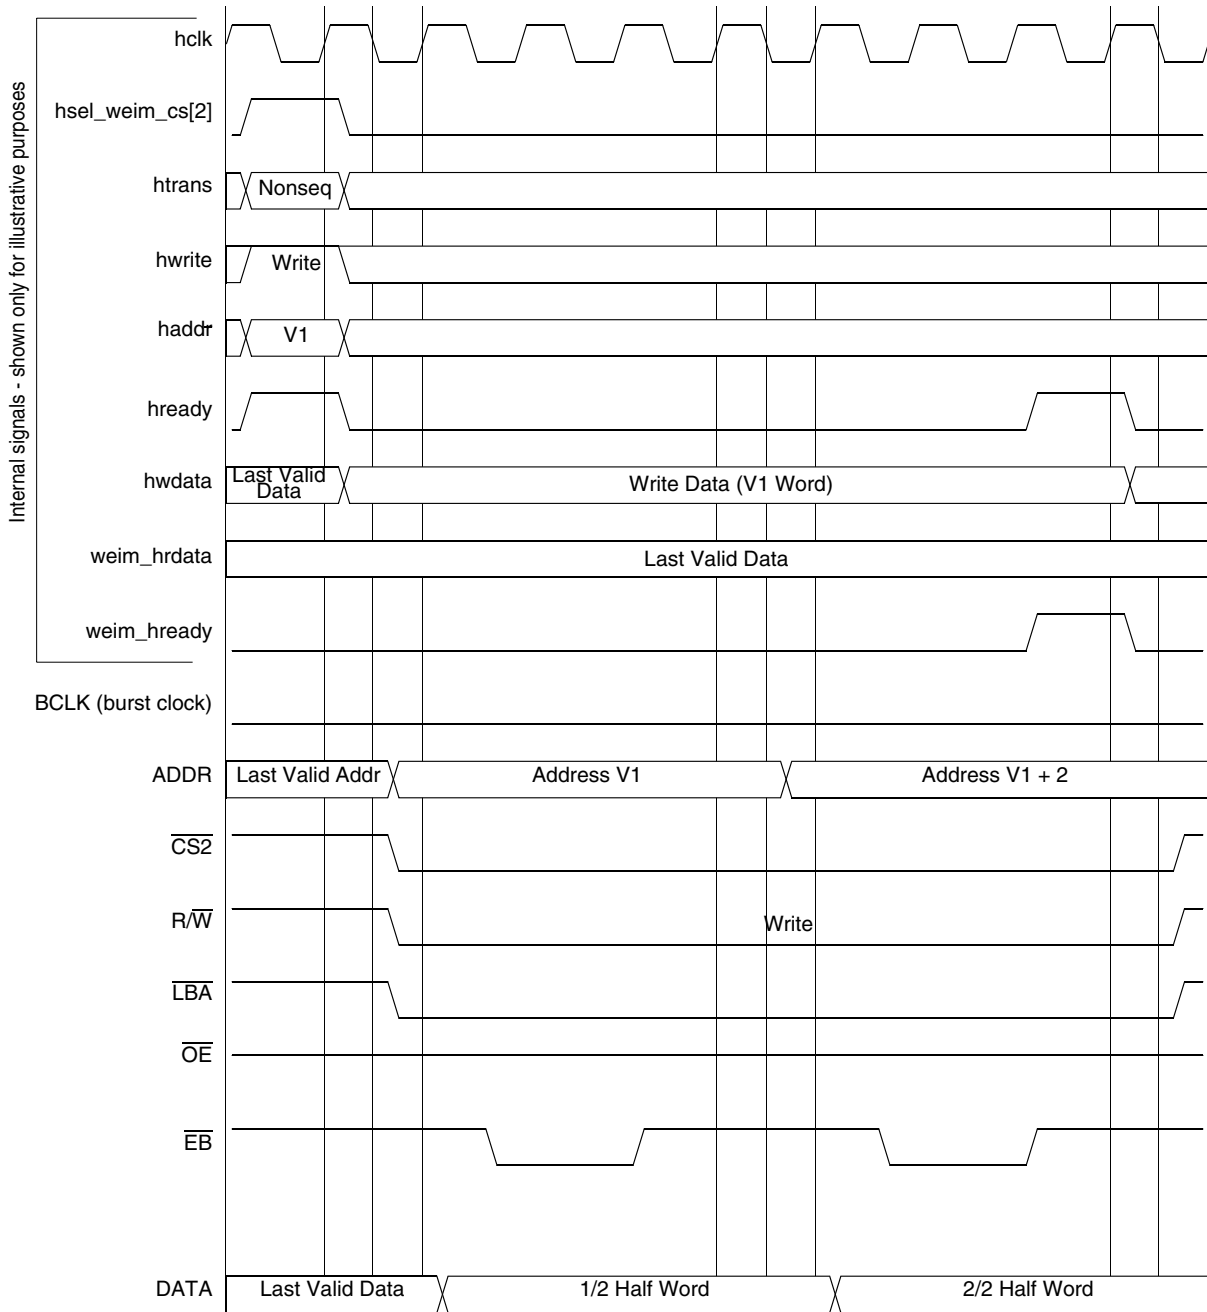 Internal signals - shown only for illustrative purposes
hclk
hsel_weim_cs[2]
htrans
Nonseq
hwrite
Write
haddr
V1
hready
hwdata
Last Valid
Data
Write Data (V1 Word)
weim_hrdata
Last Valid Data
weim_hready
BCLK (burst clock)
ADDR
Last Valid Addr
Address V1
Address V1 + 2
CS2
R/W
Write
LBA
OE
EB
DATA
Last Valid Data
1/2 Half Word
2/2 Half Word